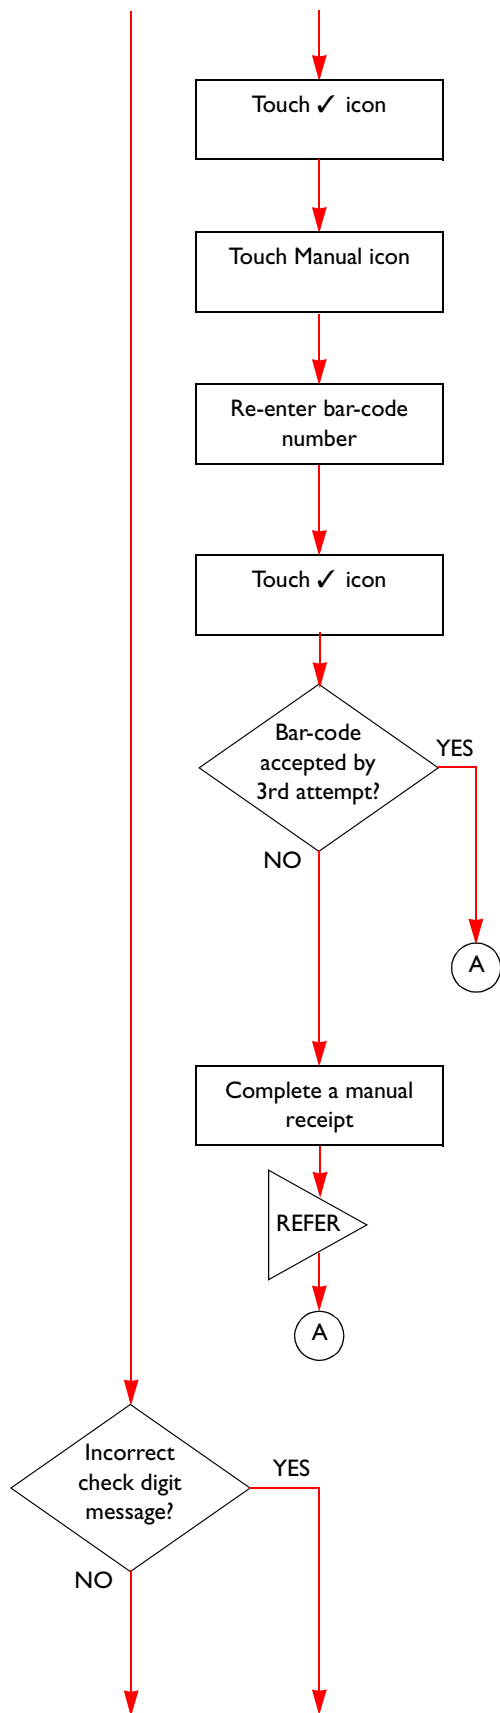 Touch ✓ icon
Touch Manual icon
Re-enter bar-code
number
Touch ✓ icon
Bar-code
accepted by
3rd attempt?
YES
NO
A
Complete a manual
receipt
REFER
A
Incorrect
check digit
message?
YES
NO